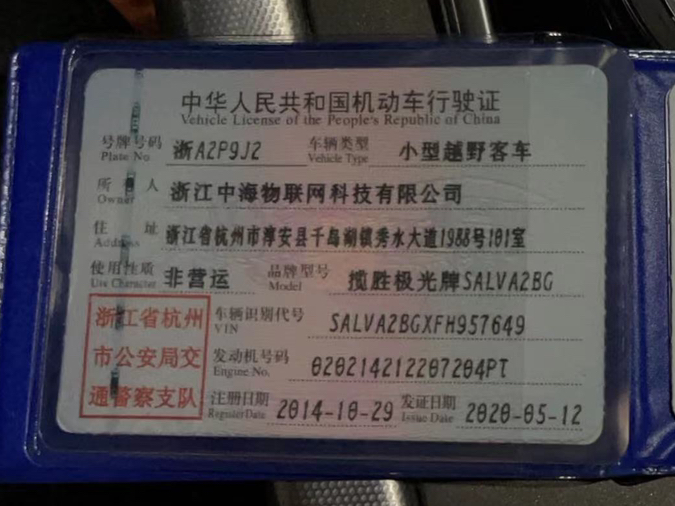 中华人民共和国机动车行驶证
Vehicle License of the People's Republic of China
号牌号码 浙A2P9J2 车辆类型 小型越野客车
Plate No Vehicle Type
所有人 浙江中海物联网科技有限公司
Owner
住址 浙江省杭州市淳安县千岛湖镇秀水大道1988号101室
Address
使用性质 非营运 品牌型号 揽胜极光牌SALVA2BG
Use Character Model
浙江省杭州 车辆识别代号 SALVA2BGXFH957649
VIN
市公安局交 发动机号码 020214212207204PT
Engine No.
通警察支队 注册日期 2014-10-29 发证日期 2020-05-12
Register Date Issue Date